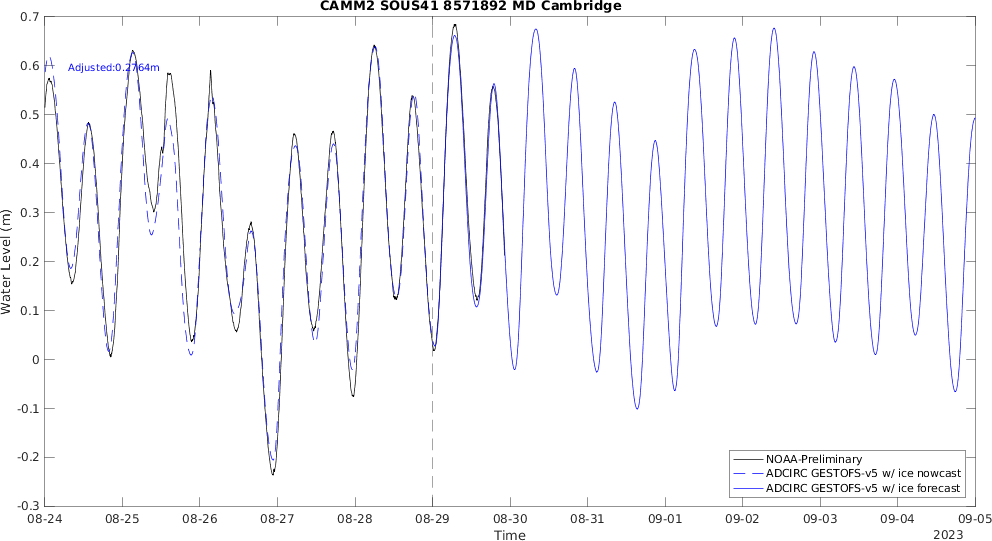 CAMM2 SOUS41 8571892 MD Cambridge
0.7
0.6
0.5
0.4
0.3
0.2
0.1
0
-0.1
-0.2
-0.3
Water Level (m)
Adjusted:0.2764m
NOAA-Preliminary
ADCIRC GESTOFS-v5 w/ ice nowcast
ADCIRC GESTOFS-v5 w/ ice forecast
08-24 08-25 08-26 08-27 08-28 08-29 08-30 08-31 09-01 09-02 09-03 09-04 09-05
Time
2023